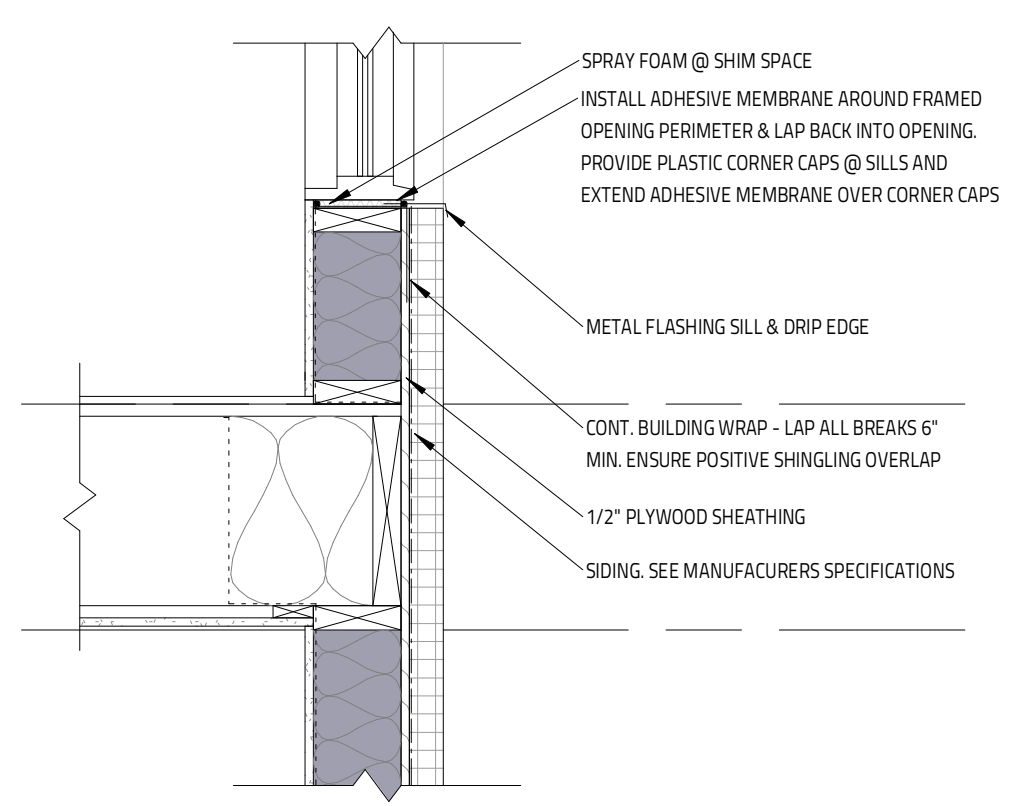 SPRAY FOAM @ SHIM SPACE
INSTALL ADHESIVE MEMBRANE AROUND FRAMED
OPENING PERIMETER & LAP BACK INTO OPENING.
PROVIDE PLASTIC CORNER CAPS @ SILLS AND
EXTEND ADHESIVE MEMBRANE OVER CORNER CAPS
METAL FLASHING SILL & DRIP EDGE
CONT. BUILDING WRAP - LAP ALL BREAKS 6"
MIN. ENSURE POSITIVE SHINGLING OVERLAP
1/2" PLYWOOD SHEATHING
SIDING. SEE MANUFACURERS SPECIFICATIONS